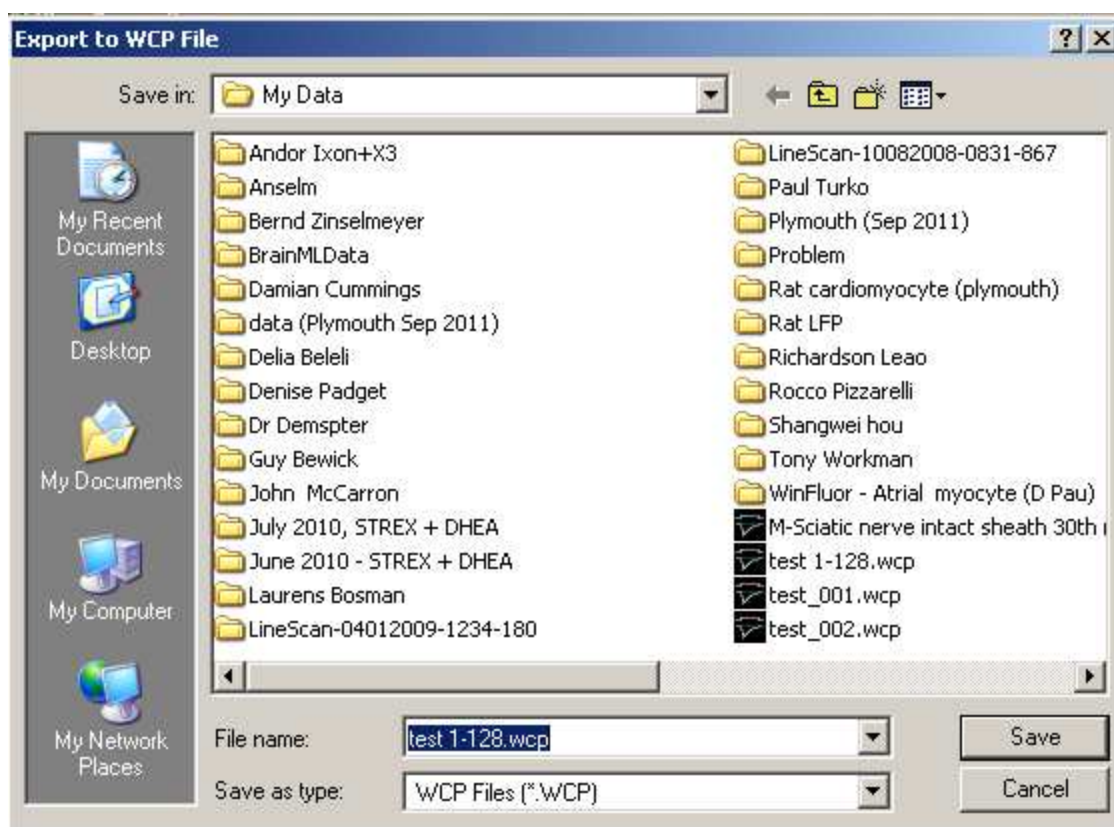 Export to WCP File
Save in: My Data
My Recent
Documents
Desktop
My Documents
My Computer
My Network
Places
Andor Ixon+X3
Anselm
Bernd Zinselmeyer
BrainMLData
Damian Cummings
data (Plymouth Sep 2011)
Delia Beleli
Denise Padget
Dr Demspter
Guy Bewick
John McCarron
July 2010, STREX + DHEA
June 2010 - STREX + DHEA
Laurens Bosman
LineScan-04012009-1234-180
LineScan-10082008-0831-867
Paul Turko
Plymouth (Sep 2011)
Problem
Rat cardiomyocyte (plymouth)
Rat LFP
Richardson Leao
Rocco Pizzarelli
Shangwei hou
Tony Workman
WinFluor - Atrial myocyte (D Pau)
M-Sciatic nerve intact sheath 30th
test 1-128.wcp
test_001.wcp
test_002.wcp
File name: test 1-128.wcp Save
Save as type: WCP Files (*.WCP) Cancel